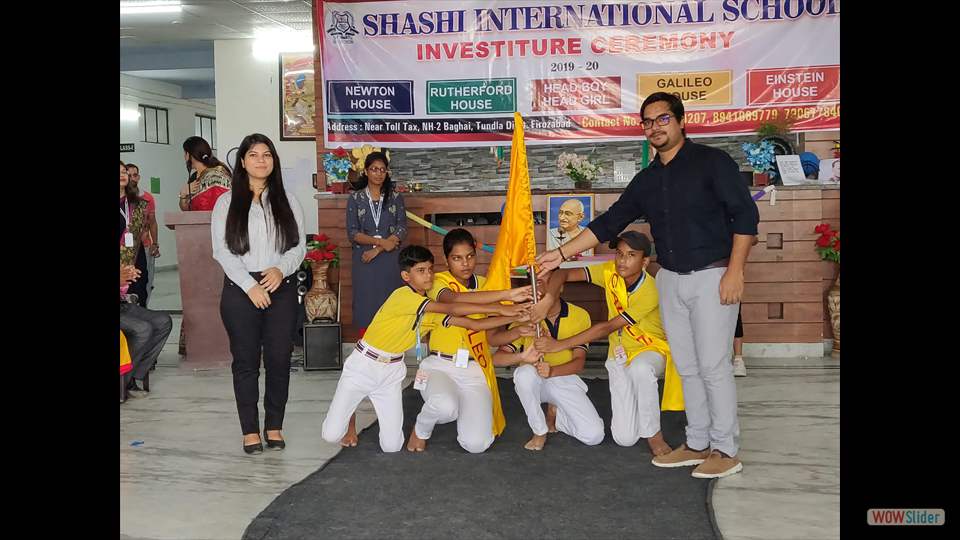 SHASHI INTERNATIONAL SCHOOL
INVESTITURE CEREMONY
2019 - 20
NEWTON HOUSE
RUTHERFORD HOUSE
HEAD BOY HEAD GIRL
GALILEO HOUSE
EINSTEIN HOUSE
Address : Near Toll Tax, NH-2 Baghai, Tundla Firozabad Contact No
LEO
WOWSlider